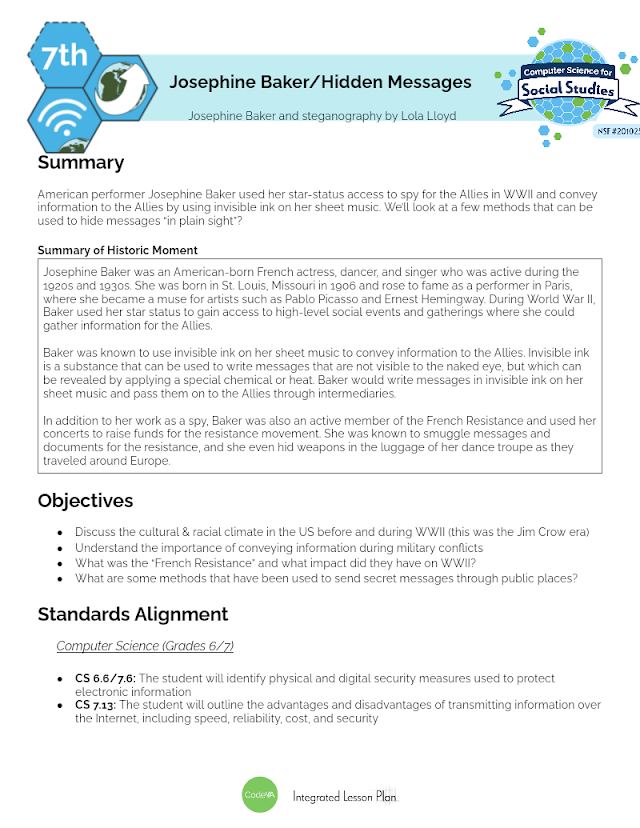 7th
Josephine Baker/Hidden Messages
Josephine Baker and steganography by Lola Lloyd
Computer Science for
Social Studies
NSF #201025
Summary
American performer Josephine Baker used her star-status access to spy for the Allies in WWII and convey
information to the Allies by using invisible ink on her sheet music. We'll look at a few methods that can be
used to hide messages "in plain sight"?
Summary of Historic Moment
Josephine Baker was an American-born French actress, dancer, and singer who was active during the
1920s and 1930s. She was born in St. Louis, Missouri in 1906 and rose to fame as a performer in Paris,
where she became a muse for artists such as Pablo Picasso and Ernest Hemingway. During World War II,
Baker used her star status to gain access to high-level social events and gatherings where she could
gather information for the Allies.
Baker was known to use invisible ink on her sheet music to convey information to the Allies. Invisible ink
is a substance that can be used to write messages that are not visible to the naked eye, but which can
be revealed by applying a special chemical or heat. Baker would write messages in invisible ink on her
sheet music and pass them on to the Allies through intermediaries.
In addition to her work as a spy, Baker was also an active member of the French Resistance and used her
concerts to raise funds for the resistance movement. She was known to smuggle messages and
documents for the resistance, and she even hid weapons in the luggage of her dance troupe as they
traveled around Europe.
Objectives
● Discuss the cultural & racial climate in the US before and during WWII (this was the Jim Crow era)
● Understand the importance of conveying information during military conflicts
● What was the "French Resistance" and what impact did they have on WWII?
● What are some methods that have been used to send secret messages through public places?
Standards Alignment
Computer Science (Grades 6/7)
● CS 6.6/7.6: The student will identify physical and digital security measures used to protect
electronic information
● CS 7.13: The student will outline the advantages and disadvantages of transmitting information over
the Internet, including speed, reliability, cost, and security
CodeVA
Integrated Lesson Plan